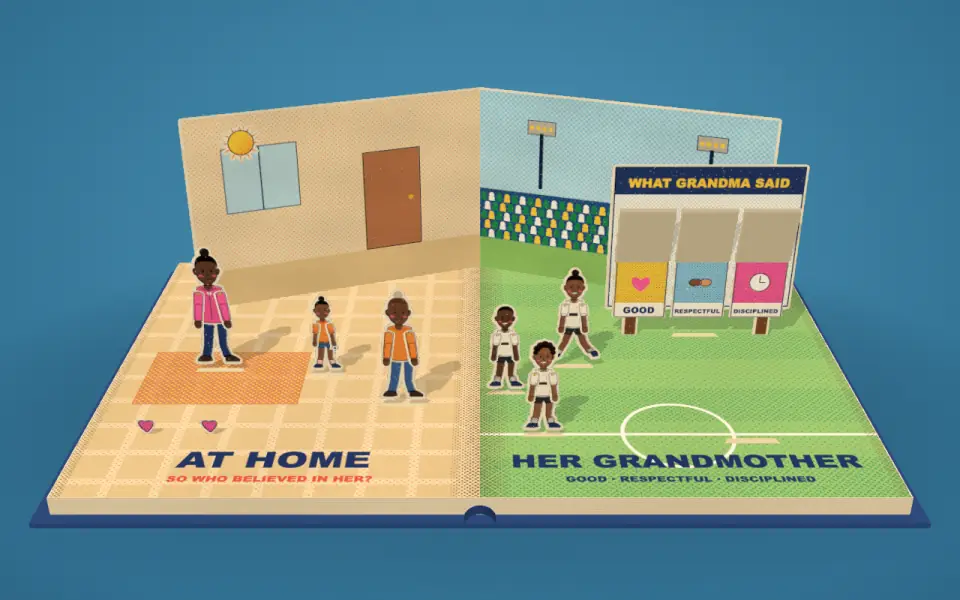 WHAT GRANDMA SAID
GOOD
RESPECTFUL
DISCIPLINED
AT HOME
SO WHO BELIEVED IN HER?
HER GRANDMOTHER
GOOD · RESPECTFUL · DISCIPLINED